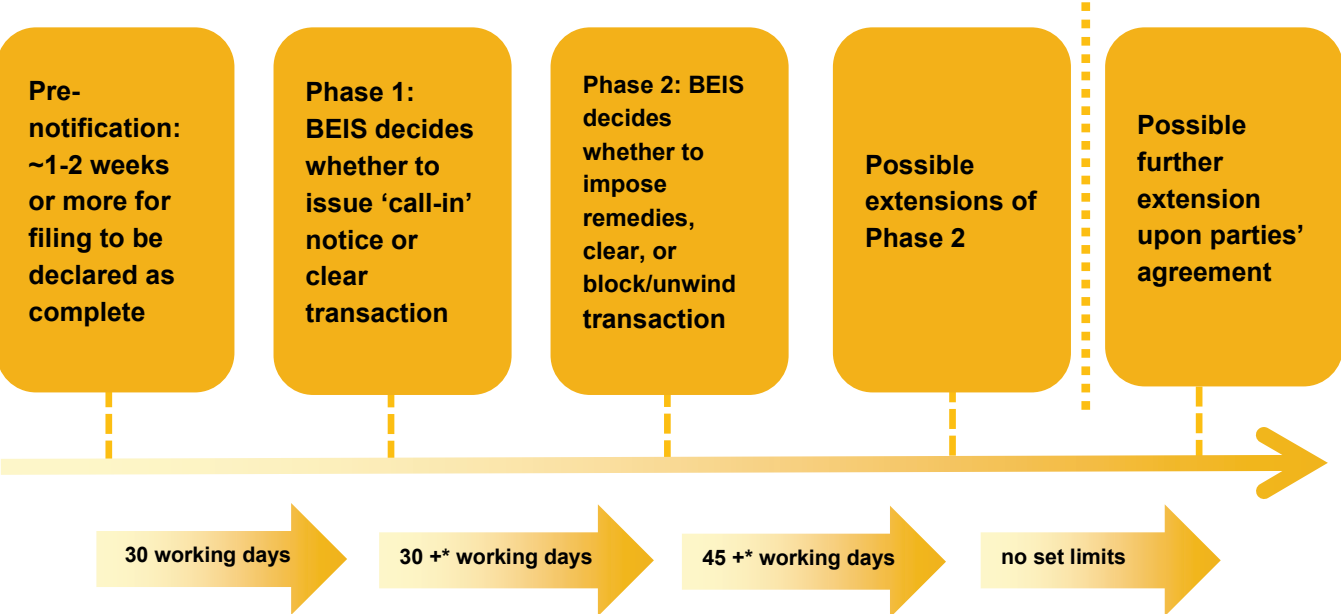 Pre-
notification:
~1-2 weeks
or more for
filing to be
declared as
complete
Phase 1:
BEIS decides
whether to
issue ‘call-in’
notice or
clear
transaction
Phase 2: BEIS
decides
whether to
impose
remedies,
clear, or
block/unwind
transaction
Possible
extensions of
Phase 2
Possible
further
extension
upon parties’
agreement
30 working days
30 +* working days
45 +* working days
no set limits